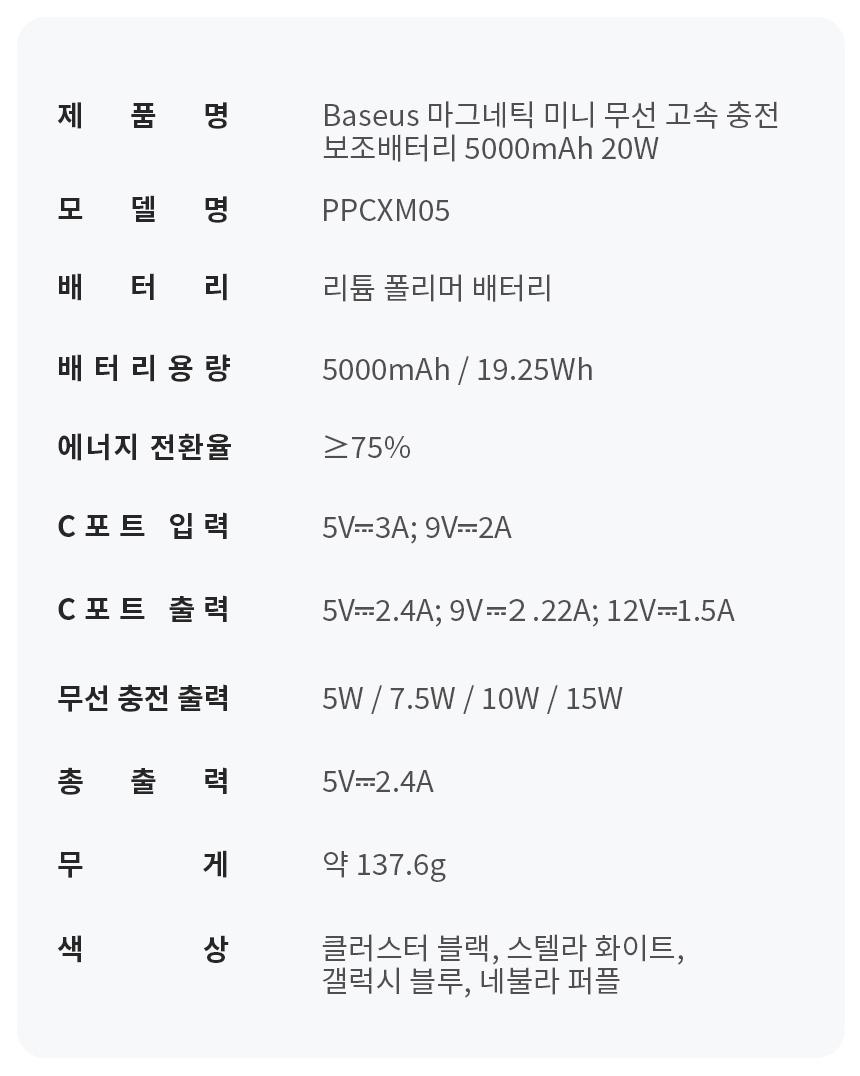 제품명 Baseus 마그네틱 미니 무선 고속 충전
보조배터리 5000mAh 20W
모델명 PPCXM05
배터리 리튬 폴리머 배터리
배터리용량 5000mAh / 19.25Wh
에너지 전환율 ≥75%
C포트 입력 5V⎓3A; 9V⎓2A
C포트 출력 5V⎓2.4A; 9V⎓2.22A; 12V⎓1.5A
무선 충전 출력 5W / 7.5W / 10W / 15W
총출력 5V⎓2.4A
무게 약 137.6g
색상 클러스터 블랙, 스텔라 화이트,
갤럭시 블루, 네불라 퍼플